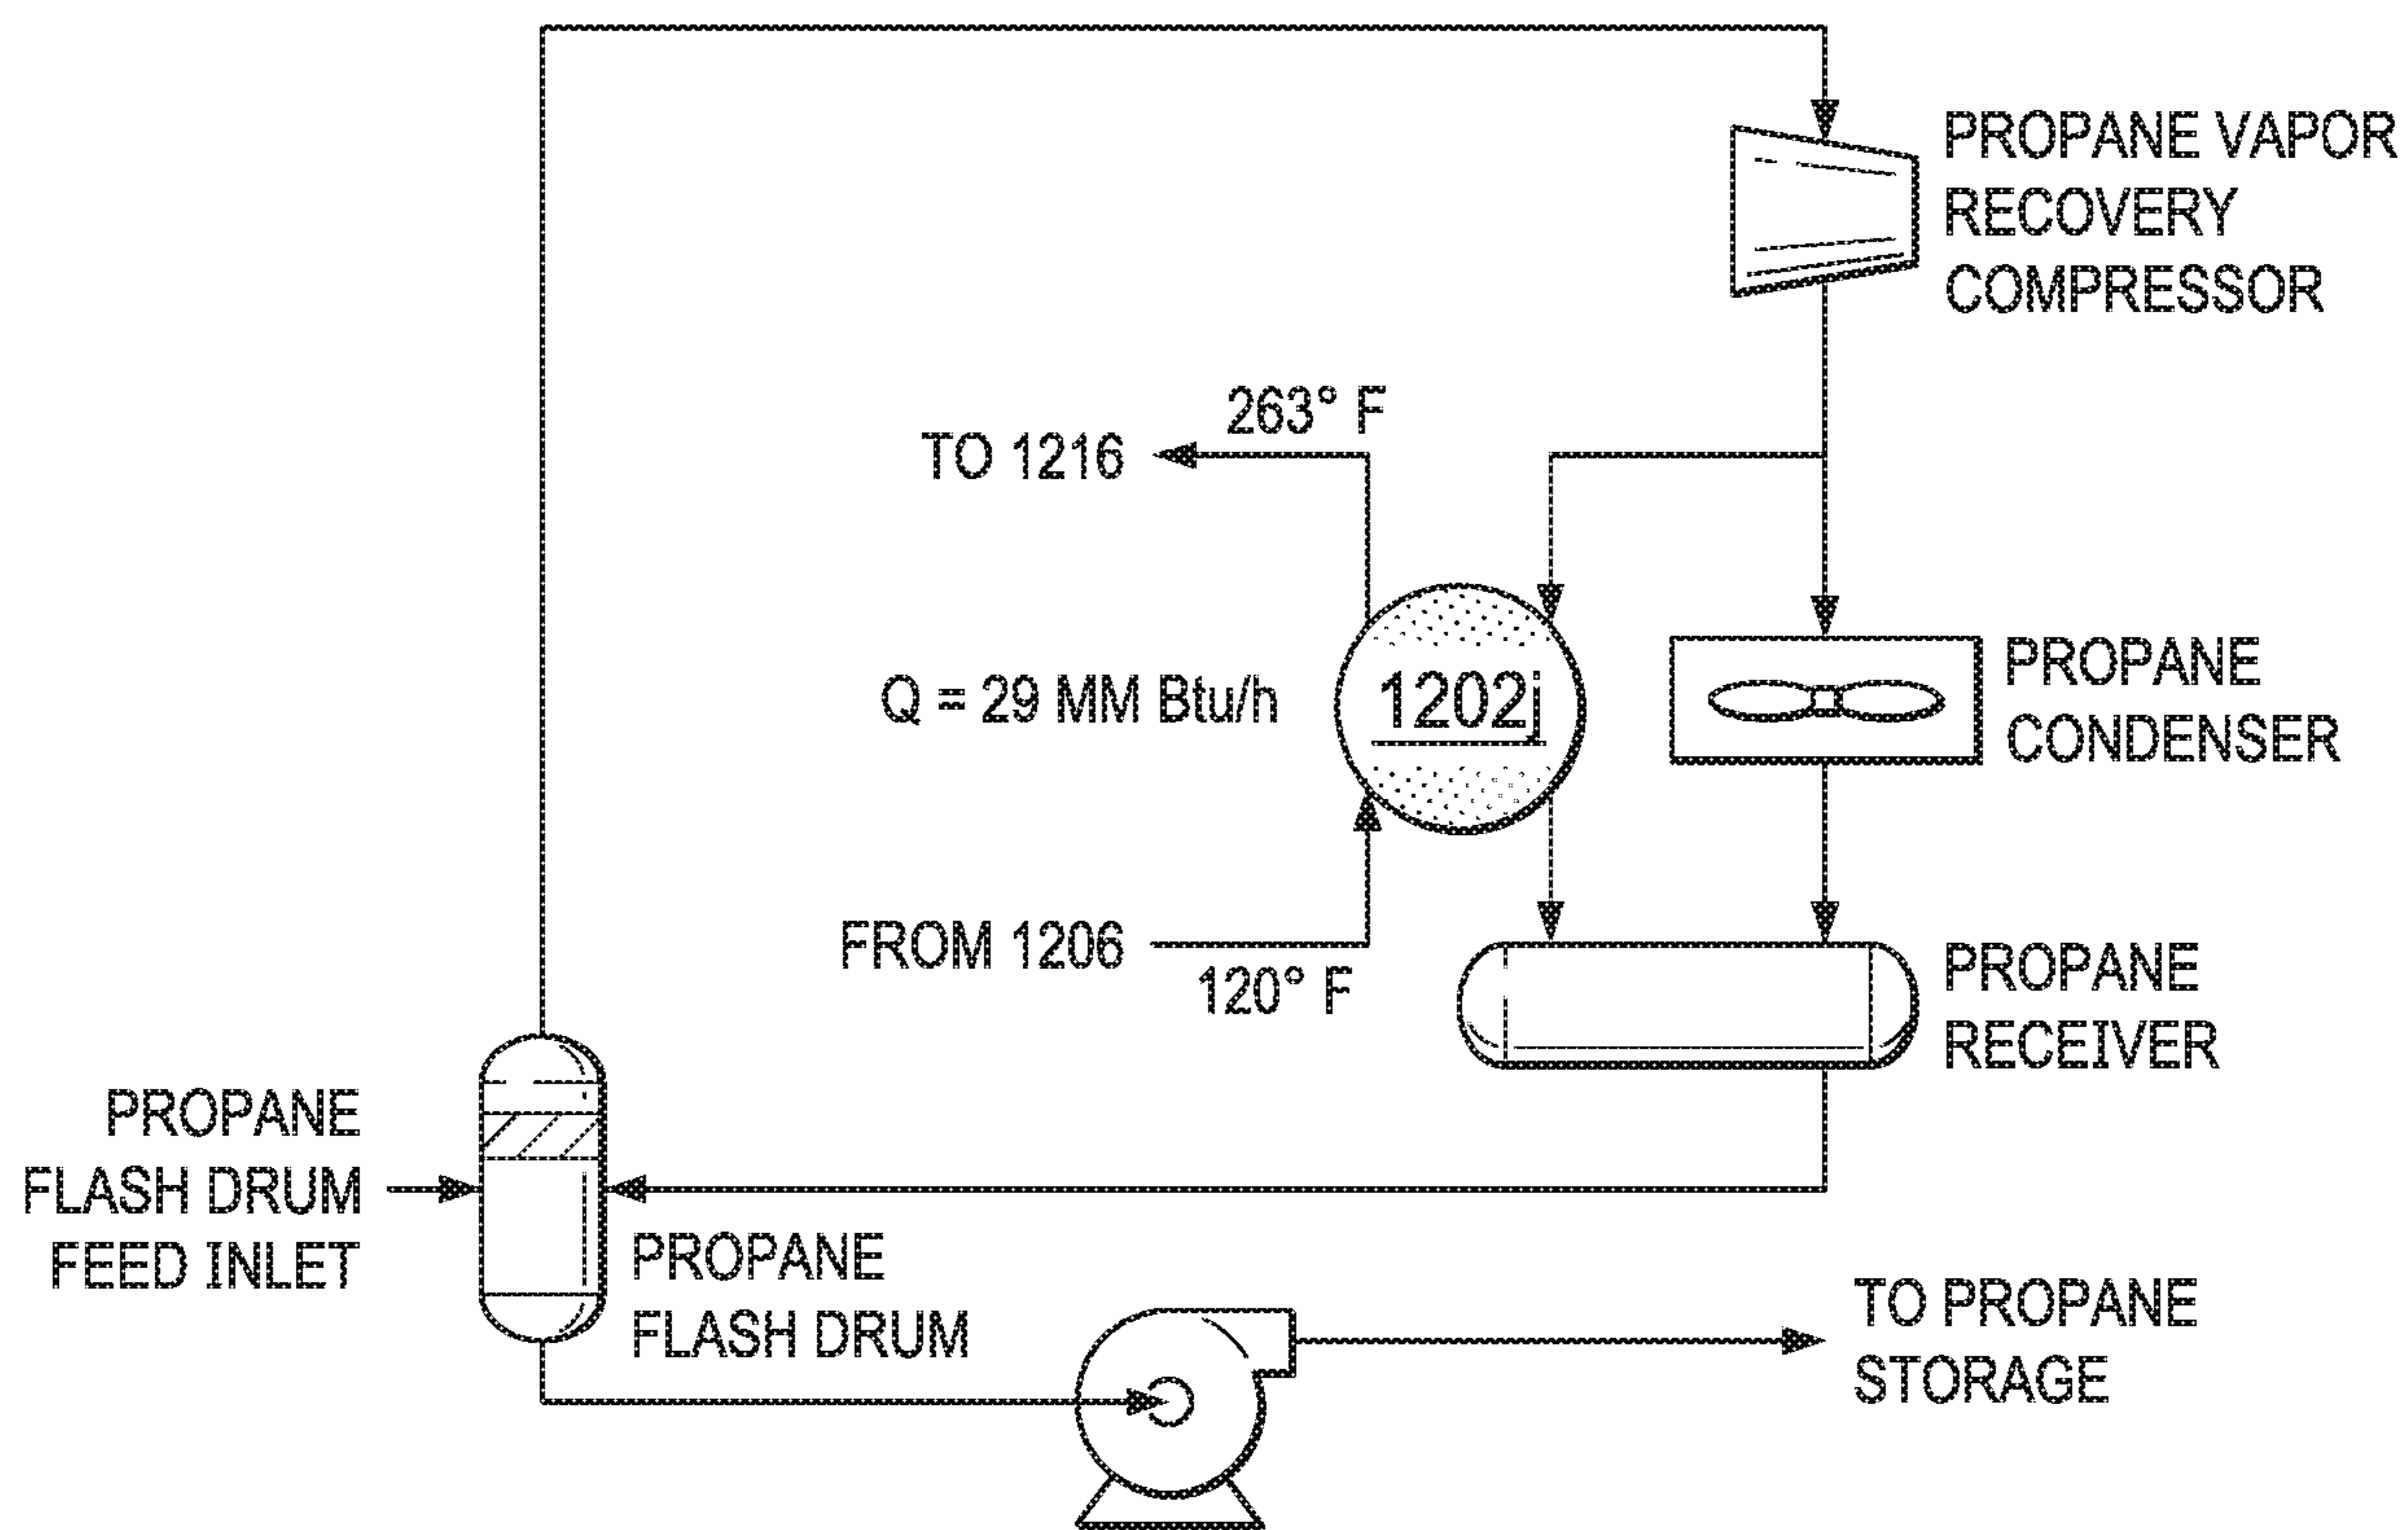 PROPANE VAPOR
RECOVERY
COMPRESSOR
263° F
TO 1216
Q = 29 MM Btu/h
1202j
PROPANE
CONDENSER
FROM 1206
120° F
PROPANE
RECEIVER
PROPANE
FLASH DRUM
FEED INLET
PROPANE
FLASH DRUM
TO PROPANE
STORAGE